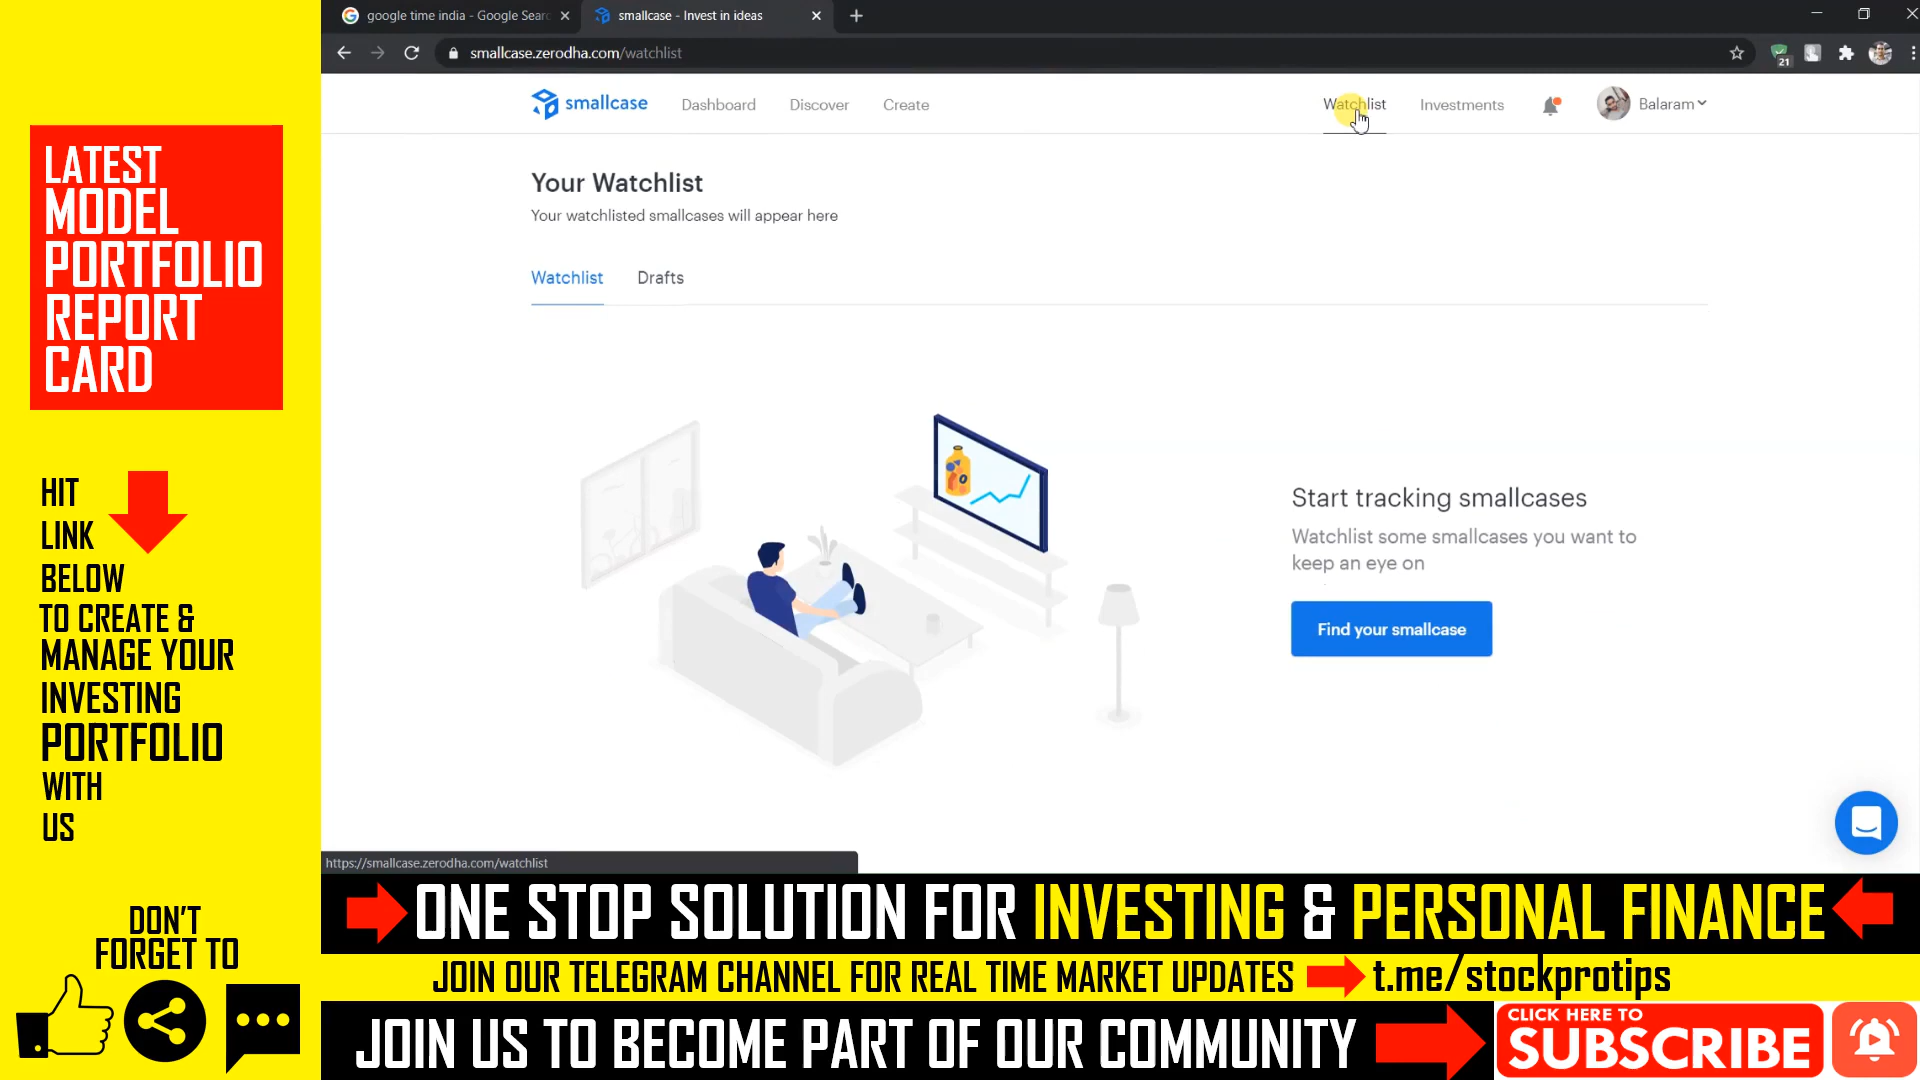 LATEST
MODEL
PORTFOLIO
REPORT
CARD
HIT
LINK
BELOW
TO CREATE &
MANAGE YOUR
INVESTING
PORTFOLIO
WITH
US
DON'T
FORGET TO
google time india - Google Sear
smallcase - Invest in ideas
smallcase.zerodha.com/watchlist
21
smallcase
Dashboard
Discover
Create
Watchlist
Investments
Balaram
Your Watchlist
Your watchlisted smallcases will appear here
Watchlist
Drafts
Start tracking smallcases
Watchlist some smallcases you want to
keep an eye on
Find your smallcase
https://smallcase.zerodha.com/watchlist
ONE STOP SOLUTION FOR INVESTING & PERSONAL FINANCE
JOIN OUR TELEGRAM CHANNEL FOR REAL TIME MARKET UPDATES
t.me/stockprotips
JOIN US TO BECOME PART OF OUR COMMUNITY
CLICK HERE TO
SUBSCRIBE